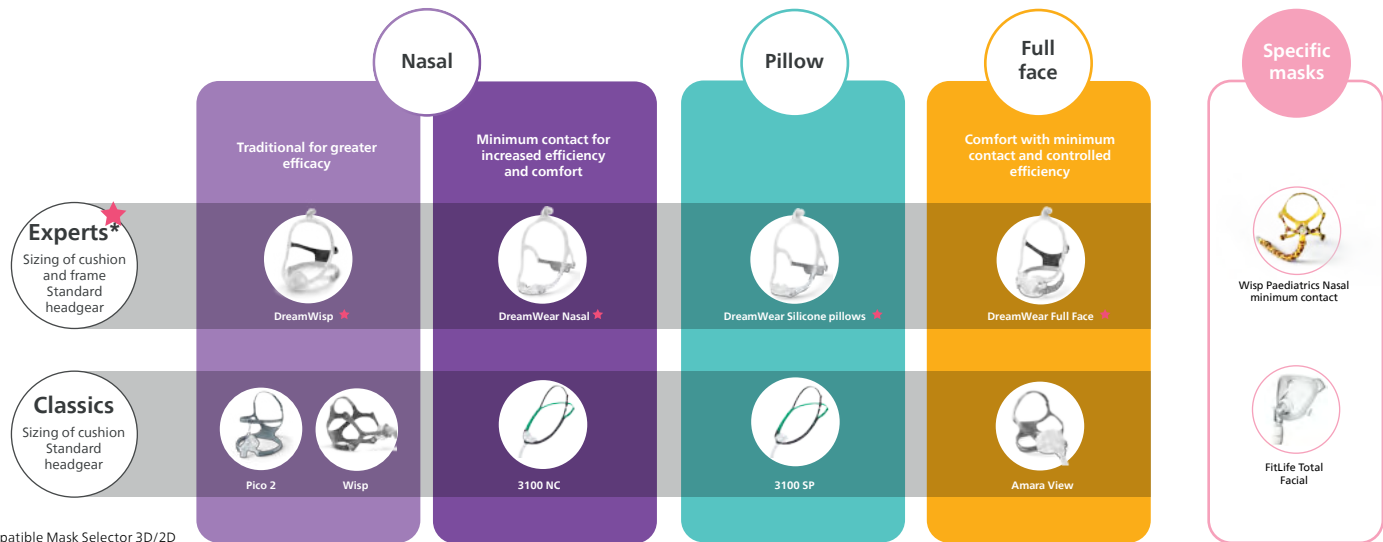 Nasal
Pillow
Full
face
Specific
masks
Traditional for greater
efficacy
Minimum contact for
increased efficiency
and comfort
Comfort with minimum
contact and controlled
efficiency
Experts*
Sizing of cushion
and frame
Standard
headgear
DreamWisp
DreamWear Nasal
DreamWear Silicone pillows
DreamWear Full Face
Wisp Paediatrics Nasal
minimum contact
Classics
Sizing of cushion
Standard
headgear
Pico 2
Wisp
3100 NC
3100 SP
Amara View
FitLife Total
Facial
patible Mask Selector 3D/2D